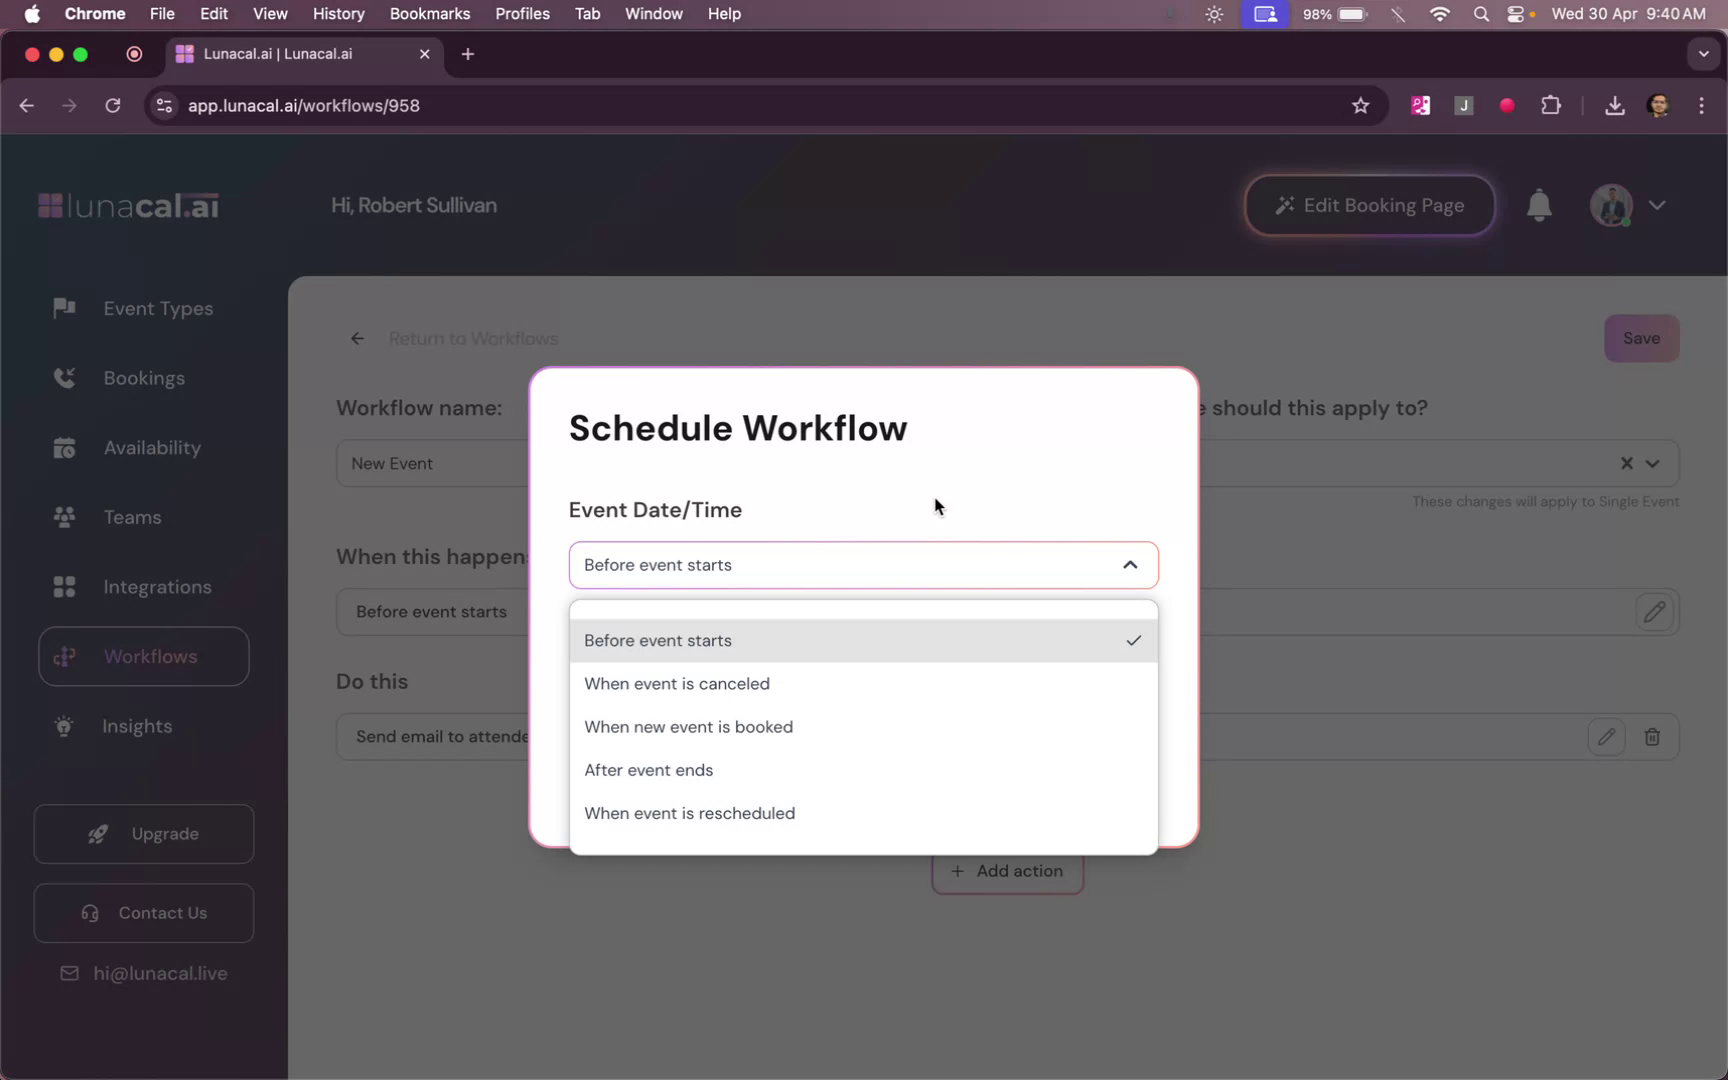 Chrome File Edit View History Bookmarks Profiles Tab Window Help 98% Wed 30 Apr 9:40 AM
Lunacal.ai | Lunacal.ai
app.lunacal.ai/workflows/958
J
lunacal.ai
Hi, Robert Sullivan
Edit Booking Page
Event Types
Bookings
Availability
Teams
Integrations
Workflows
Insights
Upgrade
Contact Us
hi@lunacal.live
Return to Workflows
Save
Workflow name:
should this apply to?
New Event
These changes will apply to Single Event
When this happens
Before event starts
Do this
Send email to attende
Add action
Schedule Workflow
Event Date/Time
Before event starts
Before event starts
When event is canceled
When new event is booked
After event ends
When event is rescheduled